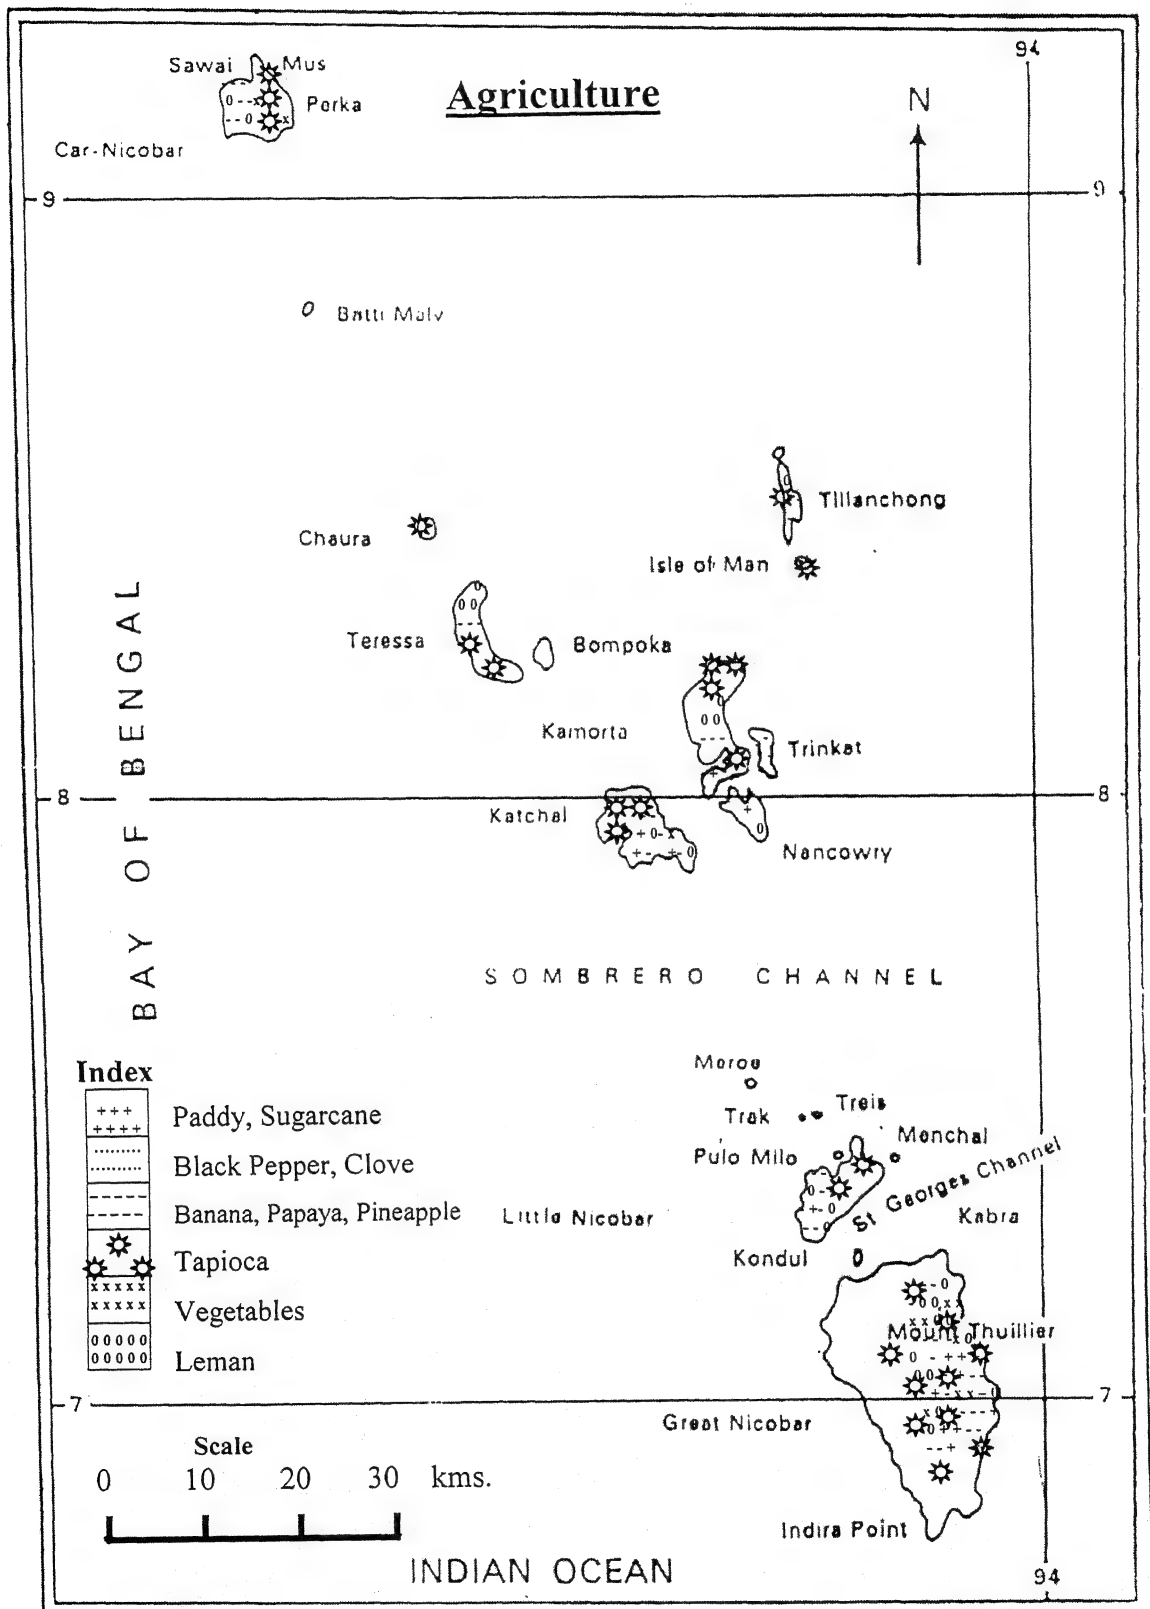 94
Sawai Mus
Agriculture
N
Perka
Car-Nicobar
9 9
Batti Malv
Tillanchong
Chaura
Isle of Man
Teressa
Bompoka
Kamorta
Trinkat
BAY OF BENGAL
8 8
Katchal
Nancowry
SOMBRERO CHANNEL
Meroe
Treis
Trak
Menchal
Pulo Milo
St Georges Channel
Little Nicobar
Kabra
Kondul
Mount Thuillier
7 7
Great Nicobar
Indira Point
Index
Paddy, Sugarcane
Black Pepper, Clove
Banana, Papaya, Pineapple
Tapioca
Vegetables
Leman
Scale
0 10 20 30 kms.
INDIAN OCEAN
94